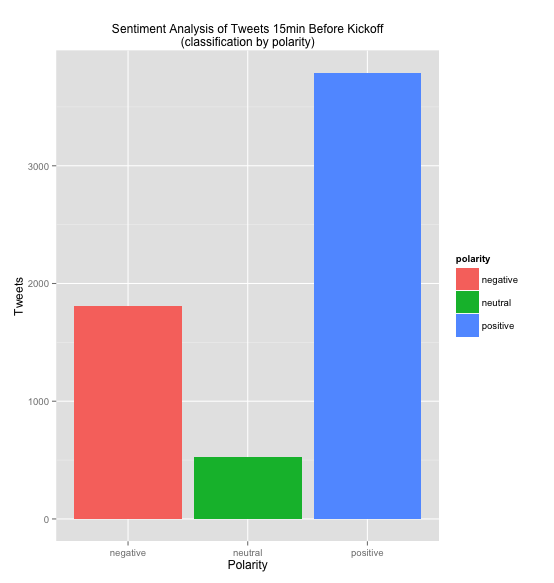 Sentiment Analysis of Tweets 15min Before Kickoff
(classification by polarity)
Tweets
3000
2000
1000
0
negative
neutral
positive
Polarity
polarity
negative
neutral
positive